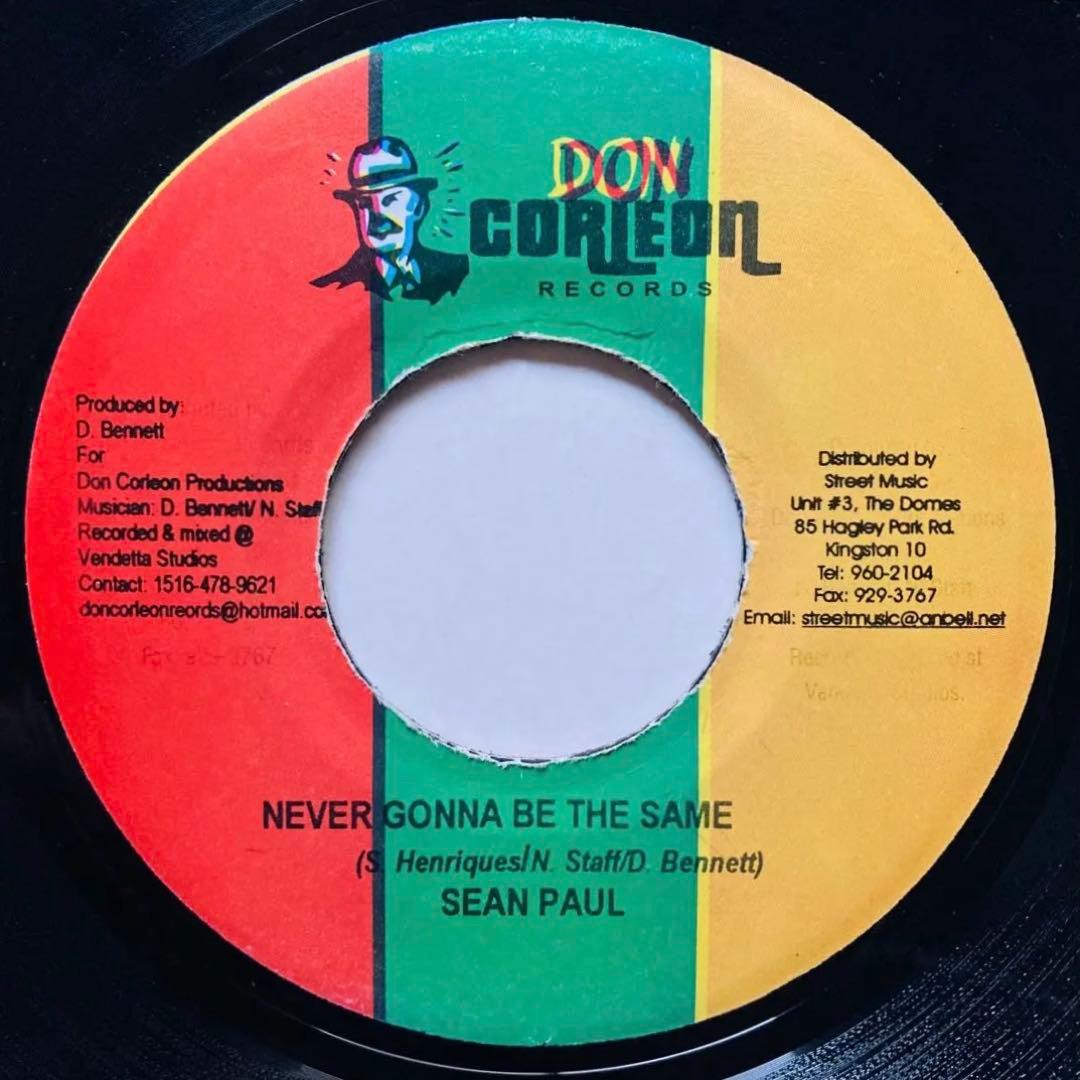 DON
CORLEON
RECORDS
Produced by:
D. Bennett
For
Don Corleon Productions
Musician: D. Bennett/ N. Staff
Recorded & mixed @
Vendetta Studios
Contact: 1516-478-9621
doncorleonreords@hotmail.co
Distributed by
Street Music
Unit #3, The Domes
85 Hagley Park Rd.
Kingston 10
Tel: 960-2104
Fax: 929-3767
Email: streetmusic@anbell.net
NEVER GONNA BE THE SAME
(S. Henriques/N. Staff/D. Bennett)
SEAN PAUL